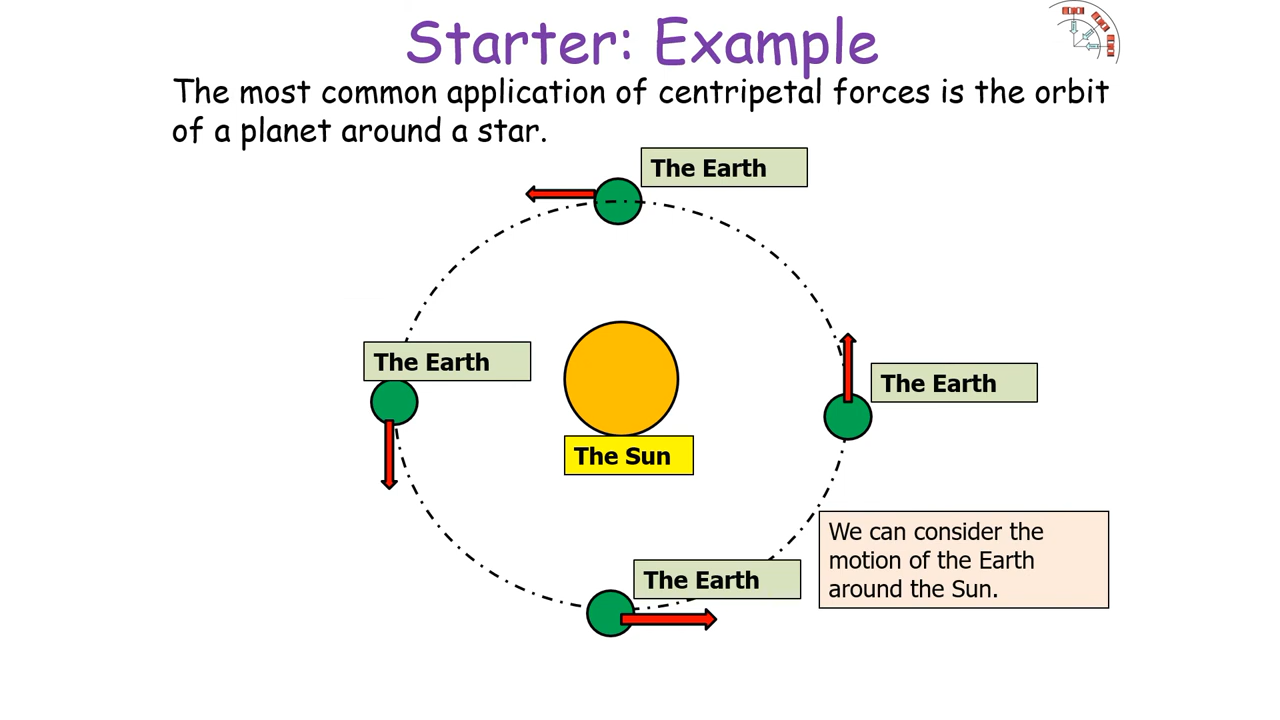 Starter: Example
The most common application of centripetal forces is the orbit
of a planet around a star.
The Earth
The Earth
The Earth
The Sun
The Earth
We can consider the
motion of the Earth
around the Sun.